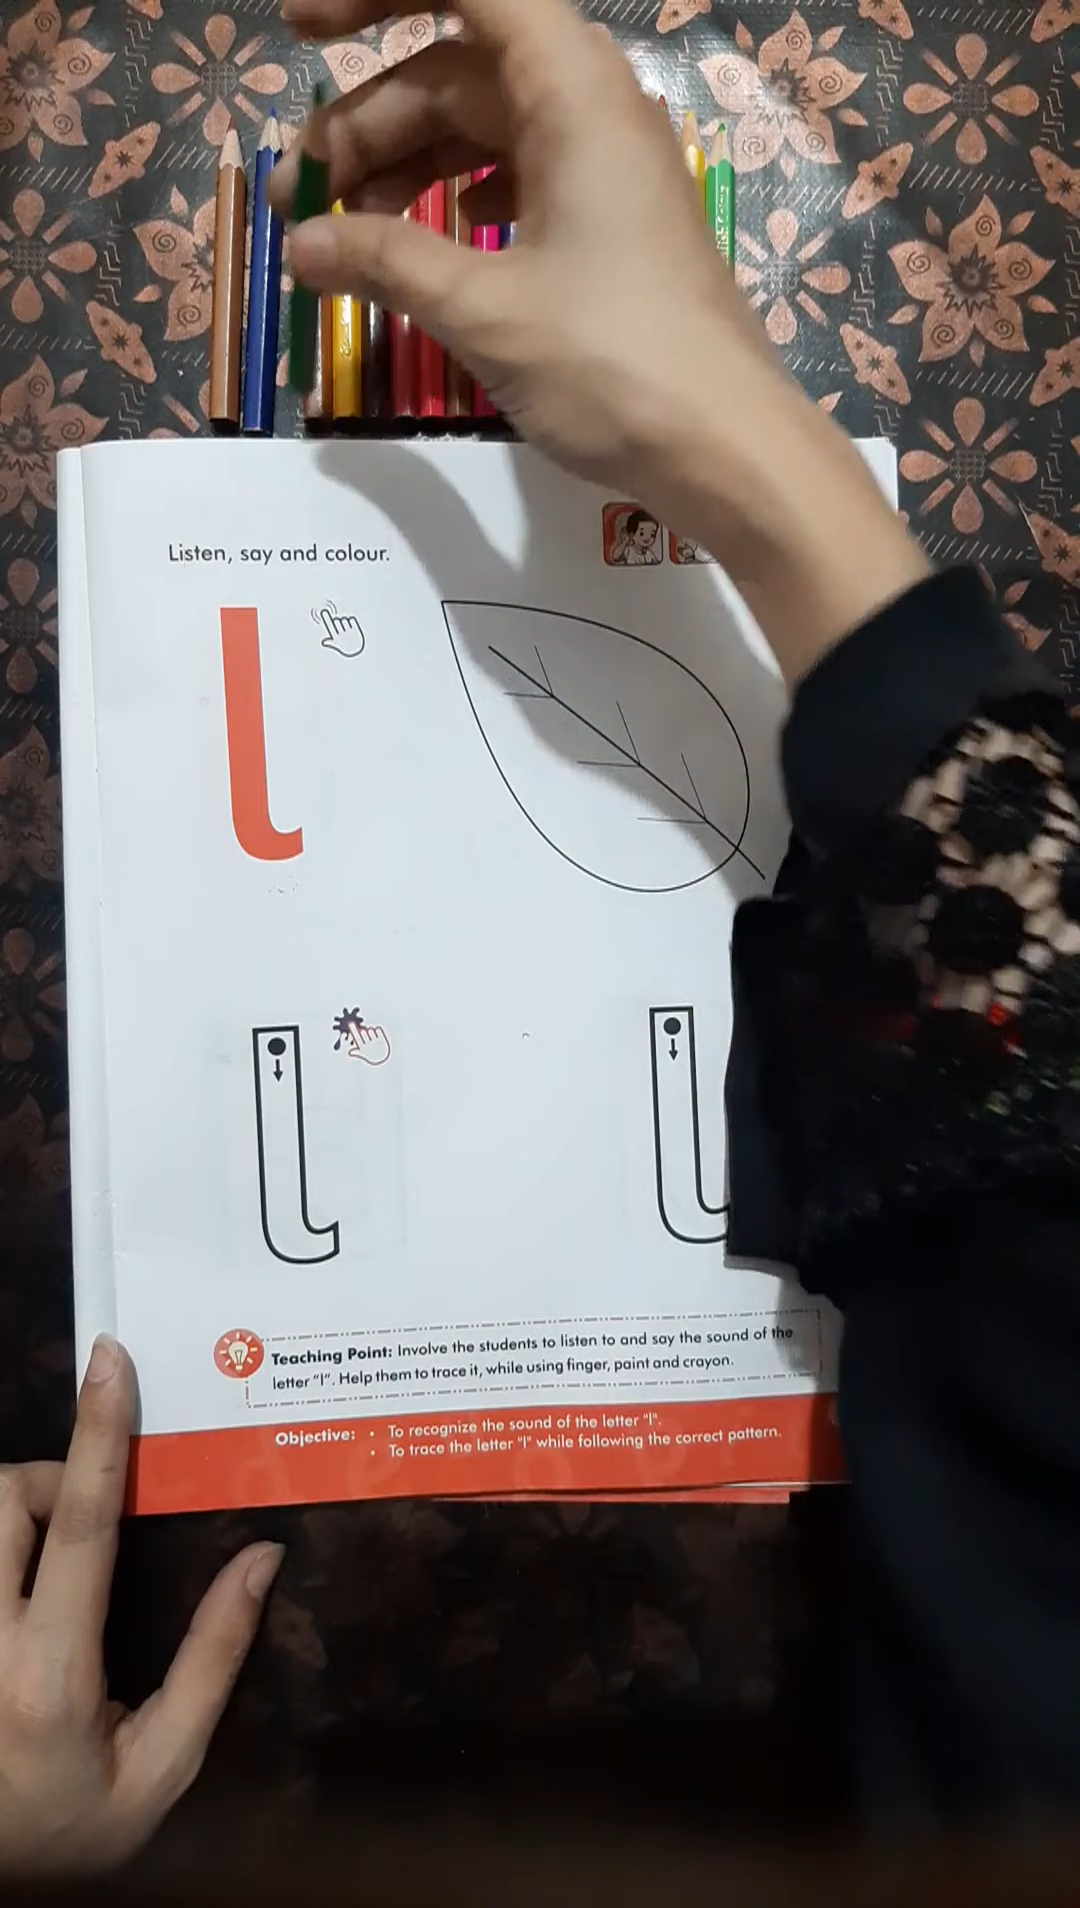 Listen, say and colour.
l
l
l
Teaching Point: Involve the students to listen to and say the sound of the
letter "l". Help them to trace it, while using finger, paint and crayon.
Objective: • To recognize the sound of the letter "l".
• To trace the letter "l" while following the correct pattern.